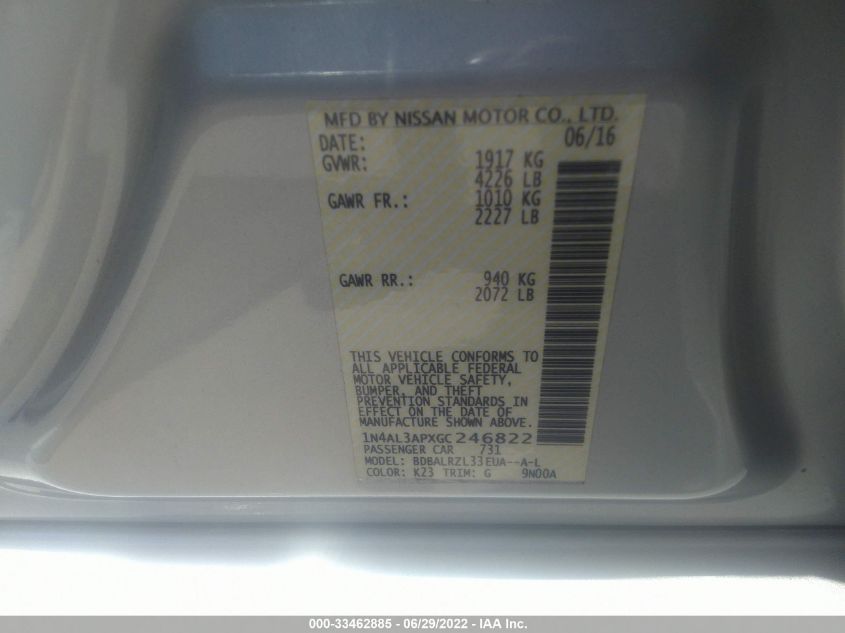 MFD BY NISSAN MOTOR CO., LTD.
DATE: 06/16
GVWR: 1917 KG
4226 LB
GAWR FR.: 1010 KG
2227 LB
GAWR RR.: 940 KG
2072 LB
THIS VEHICLE CONFORMS TO
ALL APPLICABLE FEDERAL
MOTOR VEHICLE SAFETY,
BUMPER, AND THEFT
PREVENTION STANDARDS IN
EFFECT ON THE DATE OF
MANUFACTURE SHOWN ABOVE.
1N4AL3APXGC246822
PASSENGER CAR 731
MODEL: BDBALRZL33EUA--A-L
COLOR: K23 TRIM: G 9N00A
000-33462885 - 06/29/2022 - IAA Inc.